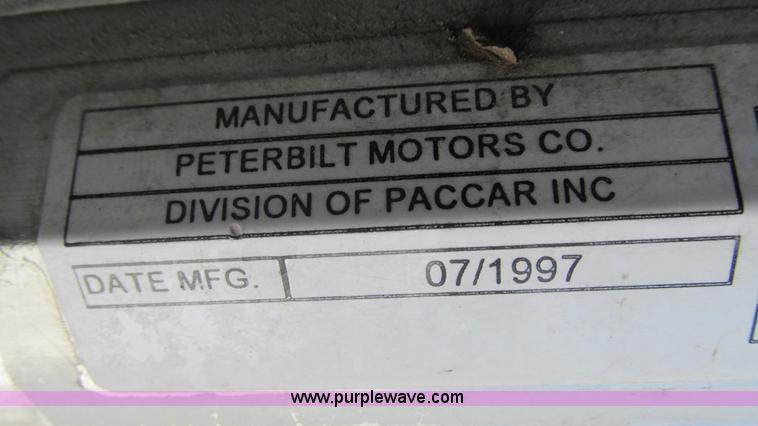 MANUFACTURED BY
PETERBILT MOTORS CO.
DIVISION OF PACCAR INC
DATE MFG. 07/1997
www.purplewave.com